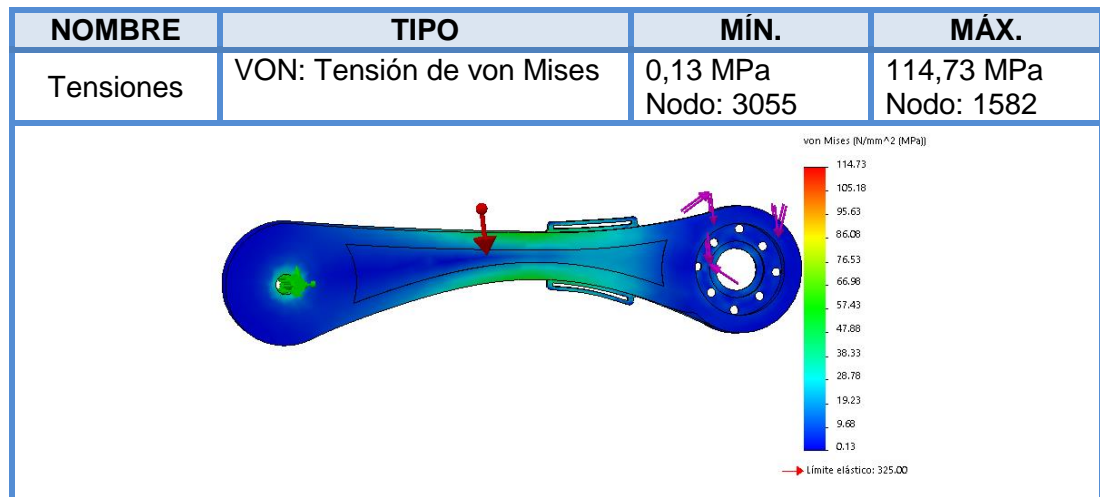 NOMBRE TIPO MÍN. MÁX.
Tensiones VON: Tensión de von Mises 0,13 MPa 114,73 MPa
Nodo: 3055 Nodo: 1582
von Mises (N/mm^2 (MPa))
114.73
105.18
95.63
86.08
76.53
66.98
57.43
47.88
38.33
28.78
19.23
9.68
0.13
Límite elástico: 325.00